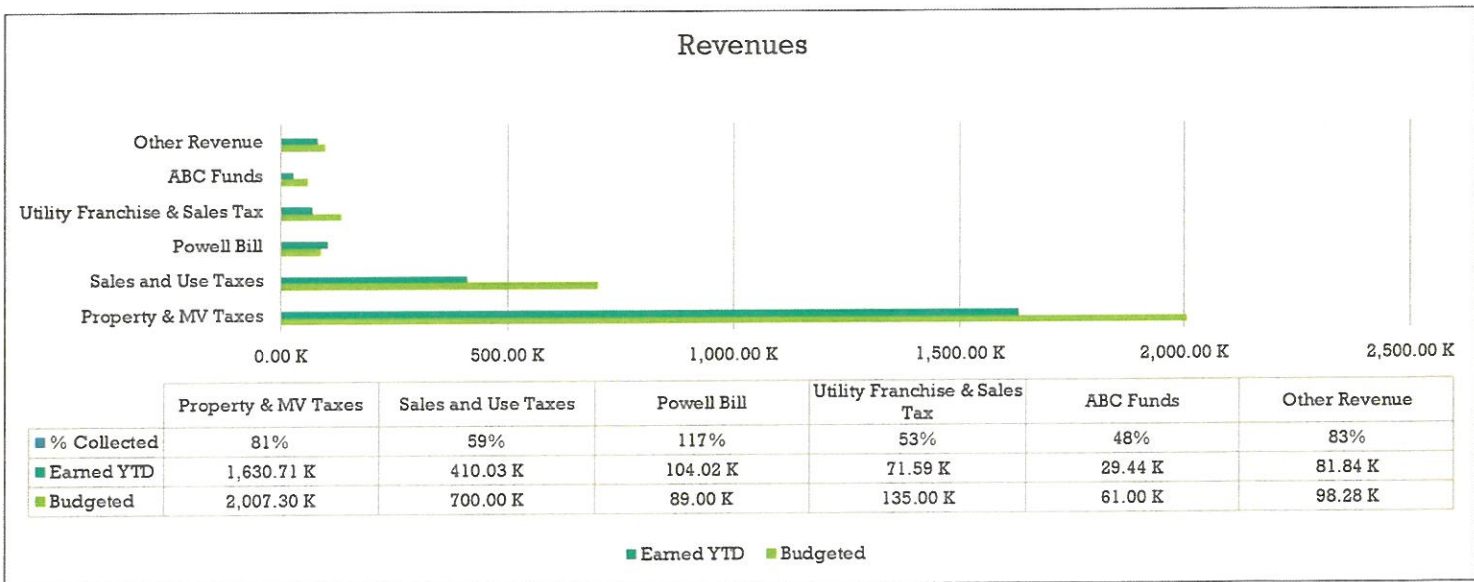 Revenues
Other Revenue
ABC Funds
Utility Franchise & Sales Tax
Powell Bill
Sales and Use Taxes
Property & MV Taxes
0.00 K 500.00 K 1,000.00 K 1,500.00 K 2,000.00 K 2,500.00 K
Property & MV Taxes Sales and Use Taxes Powell Bill Utility Franchise & Sales Tax ABC Funds Other Revenue
% Collected 81% 59% 117% 53% 48% 83%
Earned YTD 1,630.71 K 410.03 K 104.02 K 71.59 K 29.44 K 81.84 K
Budgeted 2,007.30 K 700.00 K 89.00 K 135.00 K 61.00 K 98.28 K
Earned YTD Budgeted